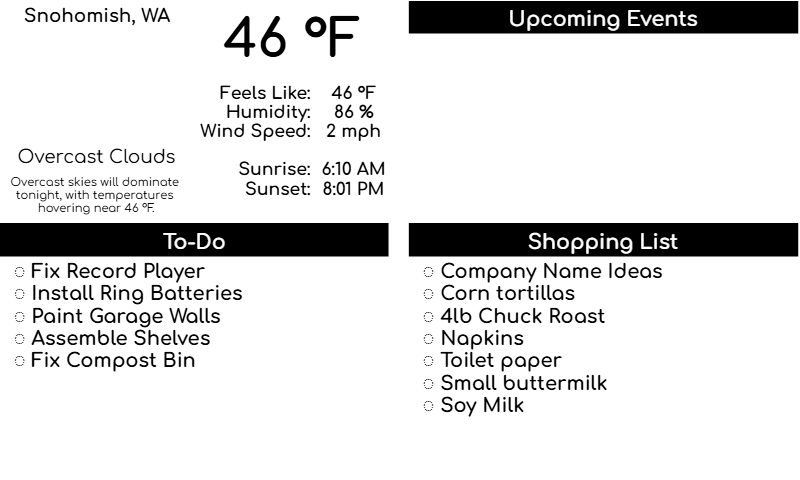 Snohomish, WA
46 °F
Feels Like: 46 °F
Humidity: 86 %
Wind Speed: 2 mph
Overcast Clouds
Overcast skies will dominate
tonight, with temperatures
hovering near 46 °F.
Sunrise: 6:10 AM
Sunset: 8:01 PM
Upcoming Events
To-Do
Fix Record Player
Install Ring Batteries
Paint Garage Walls
Assemble Shelves
Fix Compost Bin
Shopping List
Company Name Ideas
Corn tortillas
4lb Chuck Roast
Napkins
Toilet paper
Small buttermilk
Soy Milk